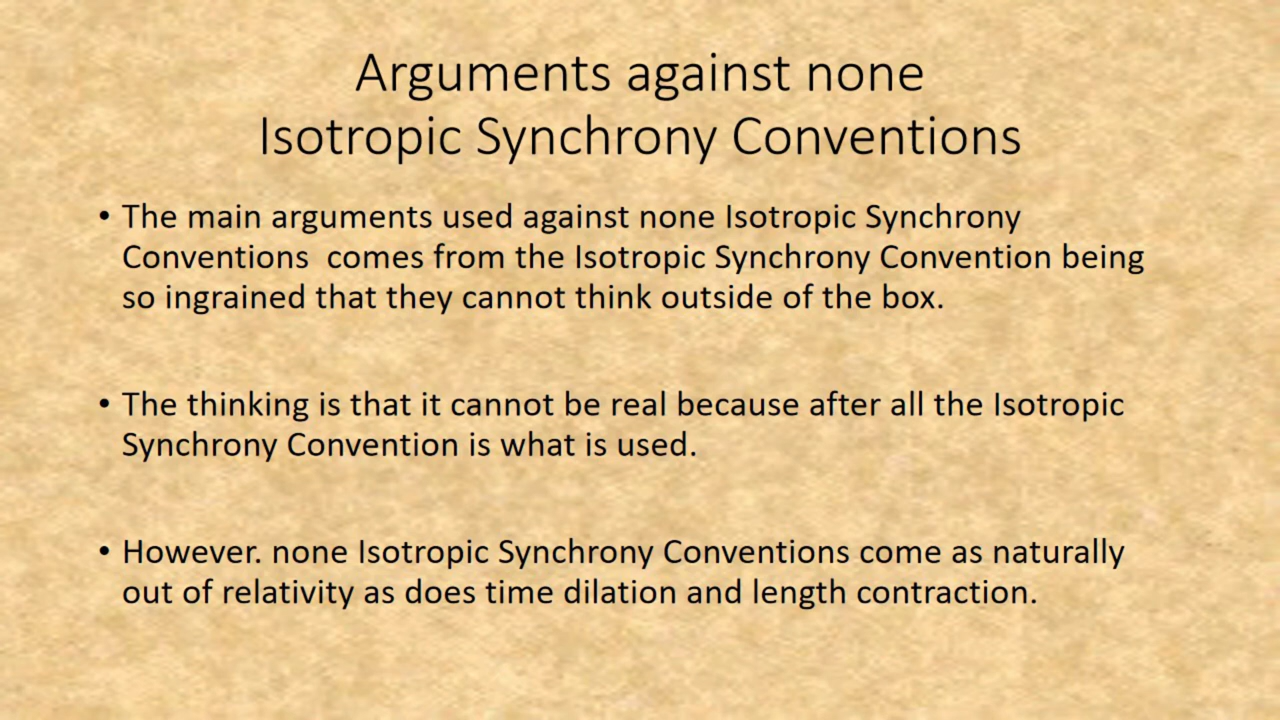 Arguments against none
Isotropic Synchrony Conventions
• The main arguments used against none Isotropic Synchrony
Conventions  comes from the Isotropic Synchrony Convention being
so ingrained that they cannot think outside of the box.
• The thinking is that it cannot be real because after all the Isotropic
Synchrony Convention is what is used.
• However. none Isotropic Synchrony Conventions come as naturally
out of relativity as does time dilation and length contraction.